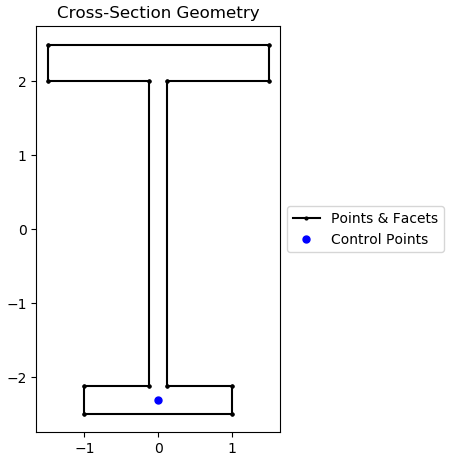 Cross-Section Geometry
2
1
0
−1
−2
−1
0
1
Points & Facets
Control Points